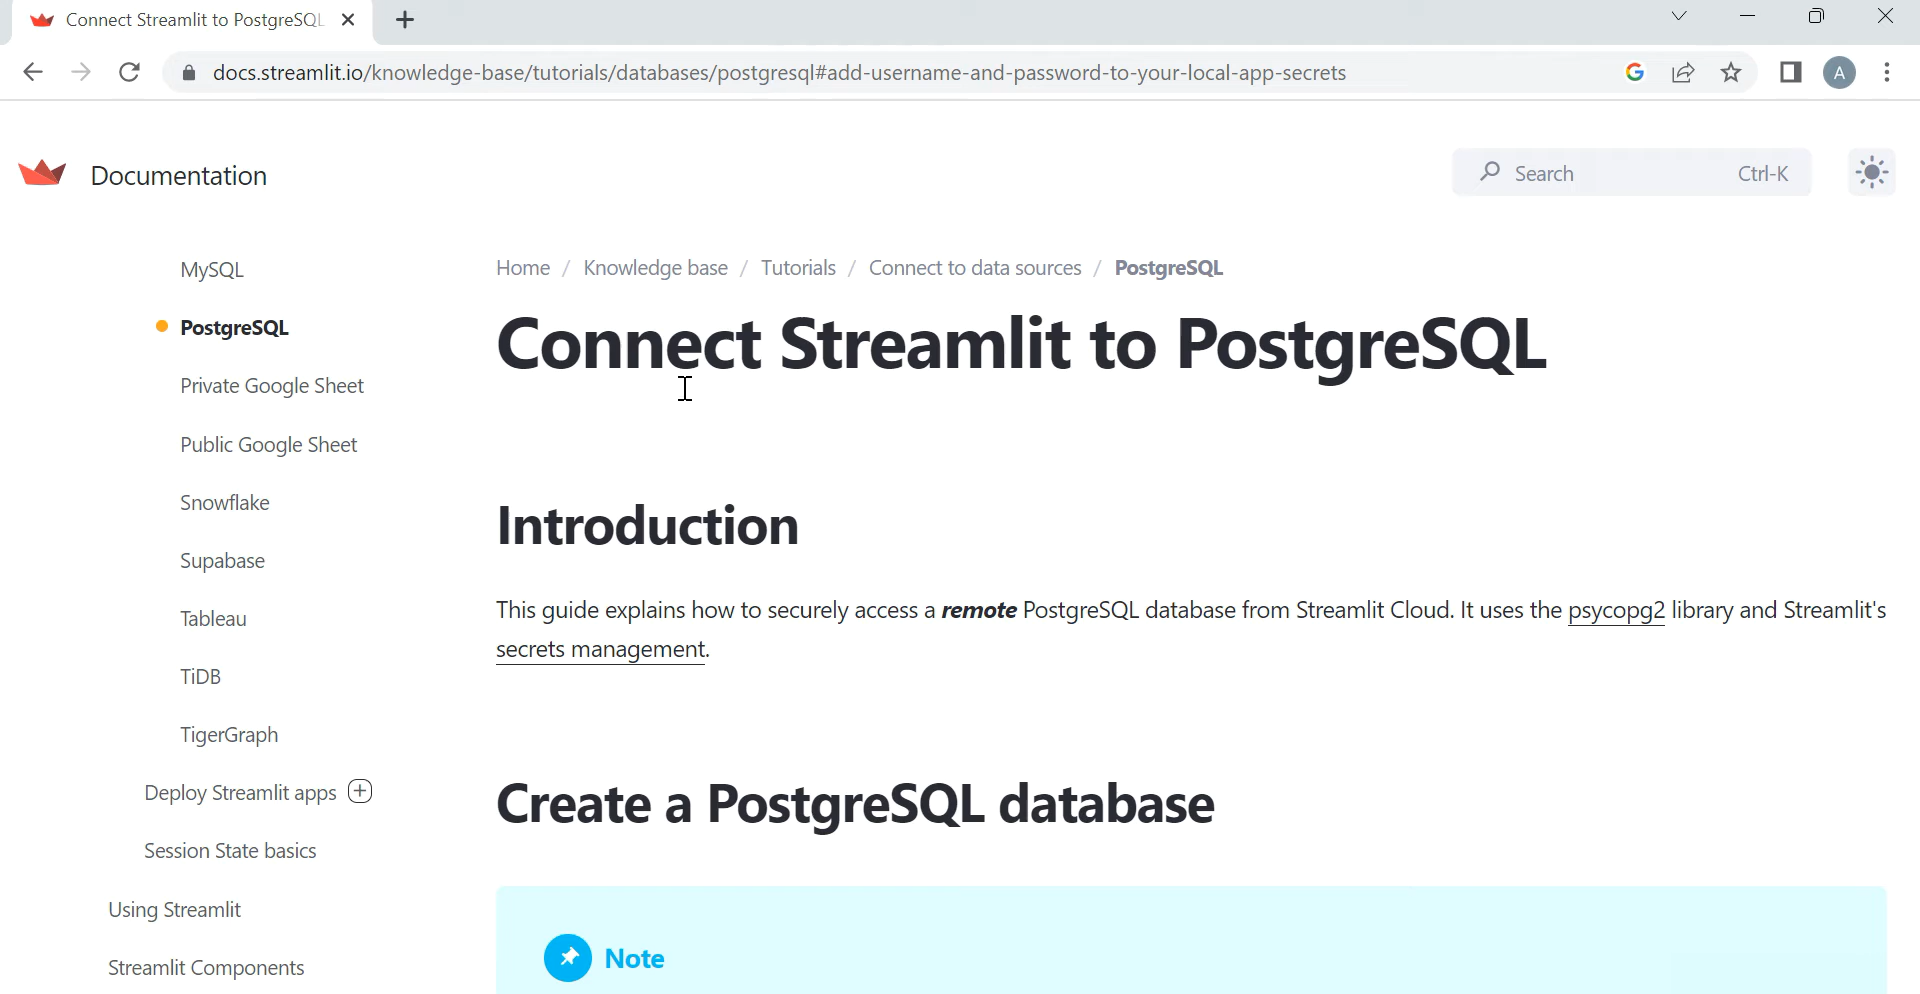 Connect Streamlit to PostgreSQL
docs.streamlit.io/knowledge-base/tutorials/databases/postgresql#add-username-and-password-to-your-local-app-secrets
G
A
Documentation
Search Ctrl-K
MySQL
PostgreSQL
Private Google Sheet
Public Google Sheet
Snowflake
Supabase
Tableau
TiDB
TigerGraph
Deploy Streamlit apps
Session State basics
Using Streamlit
Streamlit Components
Home / Knowledge base / Tutorials / Connect to data sources / PostgreSQL
Connect Streamlit to PostgreSQL
Introduction
This guide explains how to securely access a remote PostgreSQL database from Streamlit Cloud. It uses the psycopg2 library and Streamlit's
secrets management.
Create a PostgreSQL database
Note